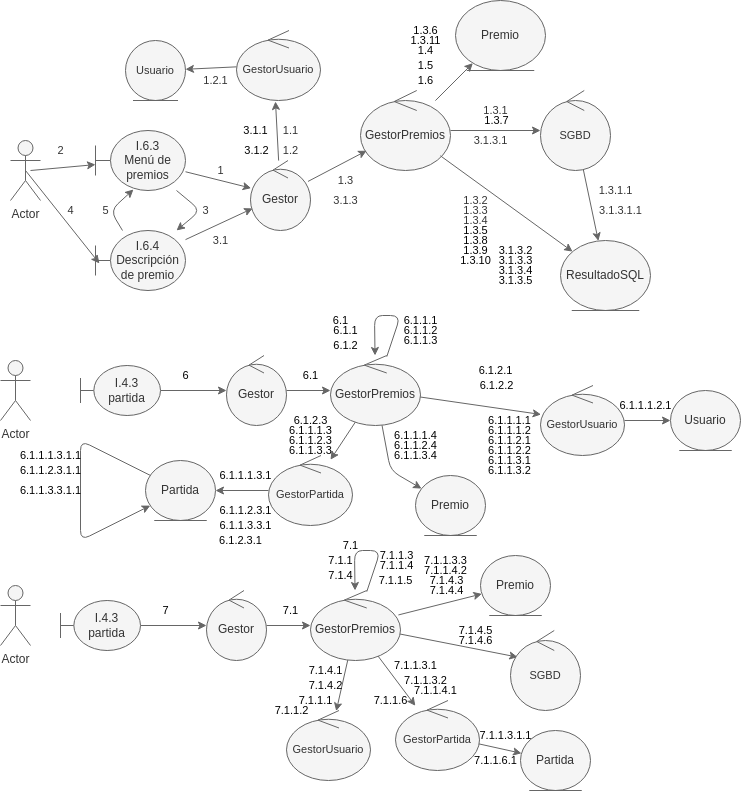 1.3.6
1.3.11
1.4
1.5
1.6
Premio
Usuario
GestorUsuario
1.2.1
3.1.1
3.1.2
1.1
1.2
GestorPremios
1.3.1
1.3.7
3.1.3.1
SGBD
Actor
2
I.6.3
Menú de
premios
1
4
5
3
I.6.4
Descripción
de premio
3.1
Gestor
1.3
3.1.3
1.3.2
1.3.3
1.3.4
1.3.5
1.3.8
1.3.9
1.3.10
3.1.3.2
3.1.3.3
3.1.3.4
3.1.3.5
1.3.1.1
3.1.3.1.1
ResultadoSQL
Actor
I.4.3
partida
6
Gestor
6.1
6.1
6.1.1
6.1.2
6.1.1.1
6.1.1.2
6.1.1.3
GestorPremios
6.1.2.1
6.1.2.2
6.1.1.1.1
6.1.1.1.2
6.1.1.2.1
6.1.1.2.2
6.1.1.3.1
6.1.1.3.2
GestorUsuario
6.1.1.1.2.1
Usuario
6.1.2.3
6.1.1.1.3
6.1.1.2.3
6.1.1.3.3
6.1.1.1.4
6.1.1.2.4
6.1.1.3.4
Premio
GestorPartida
6.1.1.1.3.1
6.1.1.2.3.1
6.1.1.3.3.1
6.1.2.3.1
Partida
6.1.1.1.3.1.1
6.1.1.2.3.1.1
6.1.1.3.3.1.1
Actor
I.4.3
partida
7
Gestor
7.1
7.1
7.1.1
7.1.4
7.1.1.3
7.1.1.4
7.1.1.5
GestorPremios
7.1.1.3.3
7.1.1.4.2
7.1.4.3
7.1.4.4
Premio
7.1.4.5
7.1.4.6
SGBD
7.1.4.1
7.1.4.2
7.1.1.1
7.1.1.2
GestorUsuario
7.1.1.3.1
7.1.1.3.2
7.1.1.4.1
7.1.1.6
GestorPartida
7.1.1.3.1.1
7.1.1.6.1
Partida